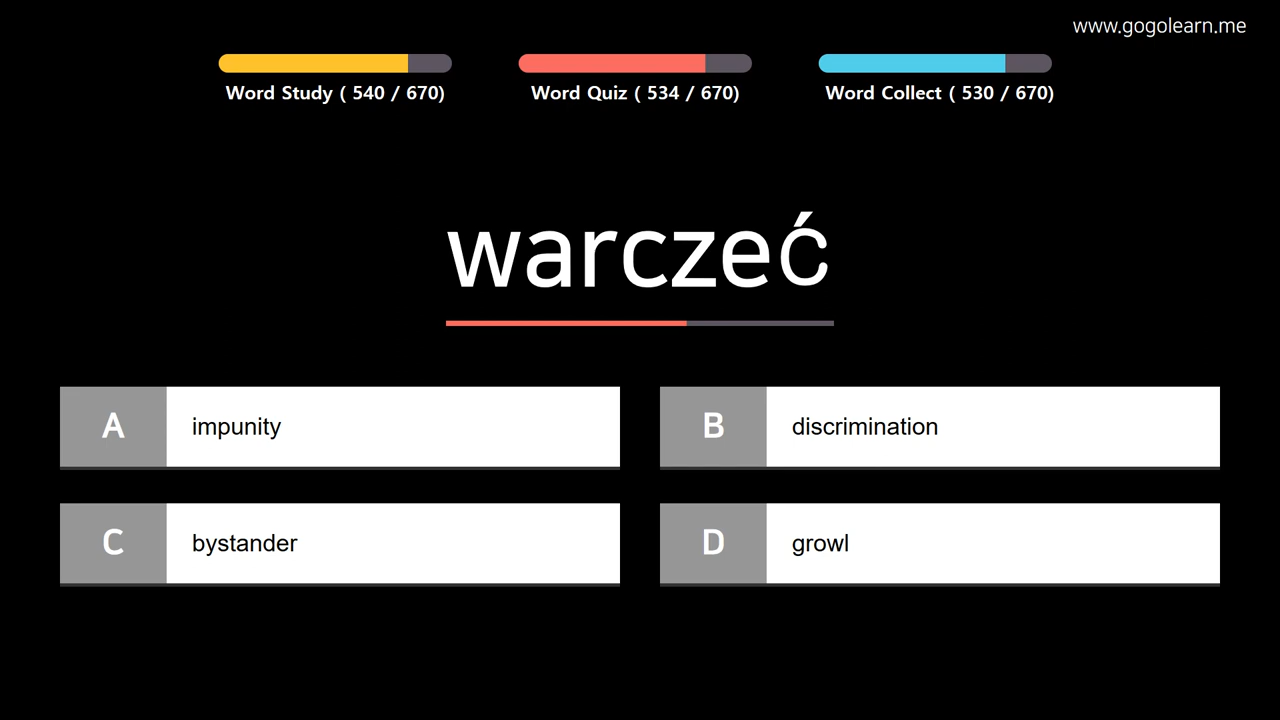 www.gogolearn.me
Word Study ( 540 / 670)
Word Quiz ( 534 / 670)
Word Collect ( 530 / 670)
warczeć
A impunity
B discrimination
C bystander
D growl